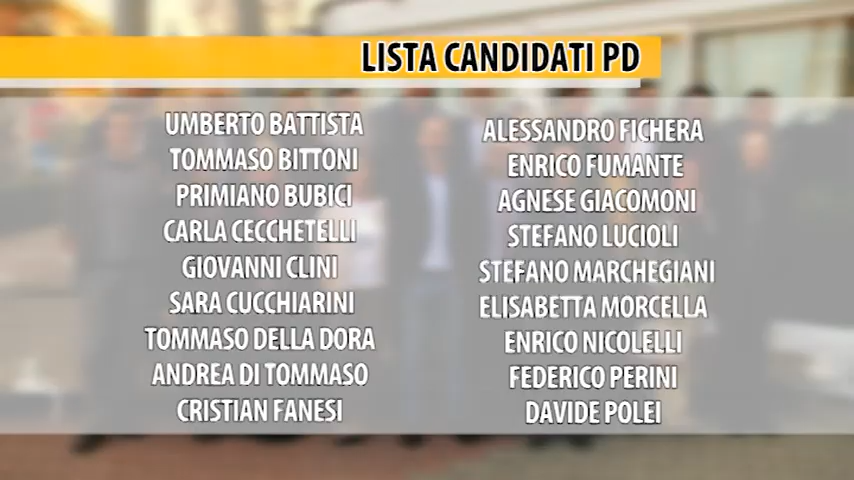 LISTA CANDIDATI PD
UMBERTO BATTISTA
TOMMASO BITTONI
PRIMIANO BUBICI
CARLA CECCHETELLI
GIOVANNI CLINI
SARA CUCCHIARINI
TOMMASO DELLA DORA
ANDREA DI TOMMASO
CRISTIAN FANESI
ALESSANDRO FICHERA
ENRICO FUMANTE
AGNESE GIACOMONI
STEFANO LUCIOLI
STEFANO MARCHEGIANI
ELISABETTA MORCELLA
ENRICO NICOLELLI
FEDERICO PERINI
DAVIDE POLEI